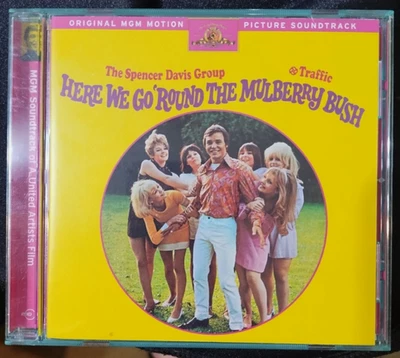 ORIGINAL MGM MOTION PICTURE SOUNDTRACK
The Spencer Davis Group Traffic
HERE WE GO 'ROUND THE MULBERRY BUSH
MGM Soundtrack of A United Artists Film